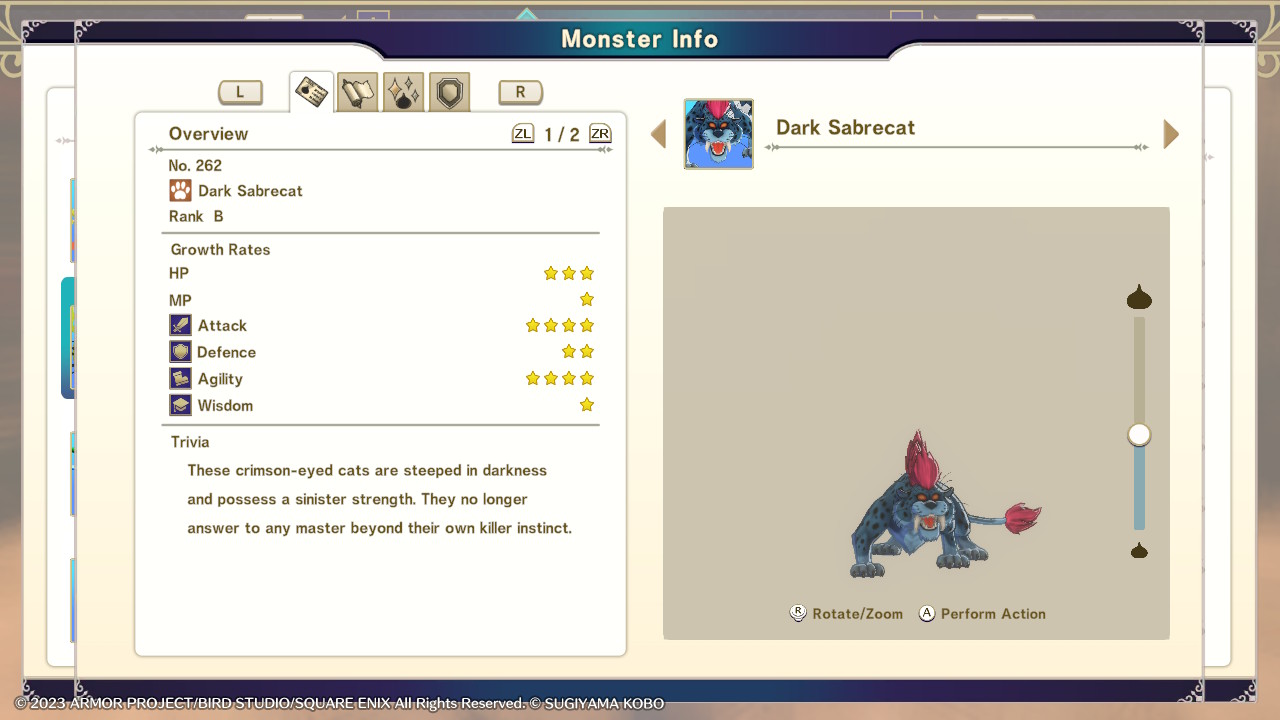 Monster Info
L
R
Overview
ZL 1 / 2 ZR
No. 262
Dark Sabrecat
Rank B
Growth Rates
HP
MP
Attack
Defence
Agility
Wisdom
Trivia
These crimson-eyed cats are steeped in darkness
and possess a sinister strength. They no longer
answer to any master beyond their own killer instinct.
Dark Sabrecat
R Rotate/Zoom A Perform Action
© 2023 ARMOR PROJECT/BIRD STUDIO/SQUARE ENIX All Rights Reserved. © SUGIYAMA KOBO